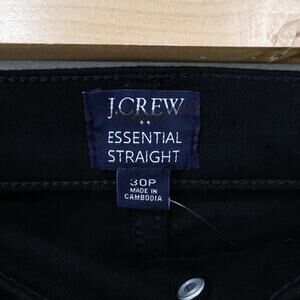 J.CREW
++
ESSENTIAL
STRAIGHT
30P
MADE IN
CAMBODIA